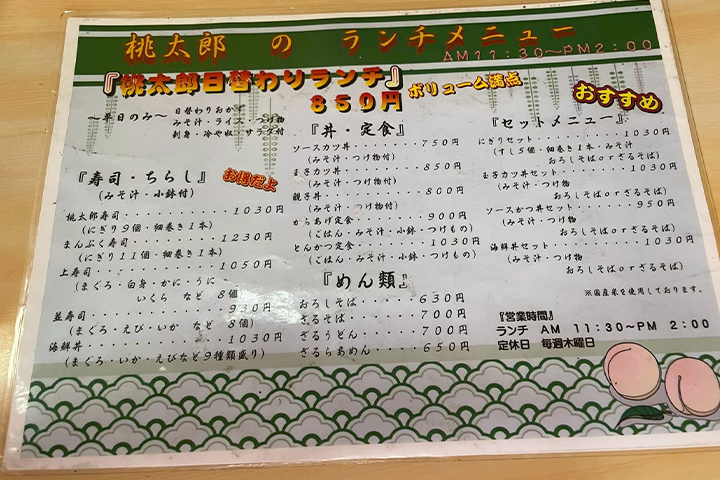 桃太郎 の ランチメニュー
AM11:30～PM2:00
『桃太郎日替わりランチ』
850円
ボリューム満点
おすすめ
～平日のみ～
日替わりおかず
みそ汁・ライス・つけ物
刺身・冷や奴・サラダ付
『寿司・ちらし』
(みそ汁・小鉢付)
お得だよ
桃太郎寿司・・・・・・・・・・1030円
(にぎり9個・細巻き1本)
まんぷく寿司・・・・・・・・・1230円
(にぎり11個・細巻き1本)
上寿司・・・・・・・・・・・・1050円
(まぐろ・白身・かに・うに・
いくら など 8個)
並寿司・・・・・・・・・・・・930円
(まぐろ・えび・いか など 8個)
海鮮丼・・・・・・・・・・・・1030円
(まぐろ・いか・えびなど9種類盛り)
『丼・定食』
ソースカツ丼・・・・・・・・750円
(みそ汁・つけ物付)
玉子カツ丼・・・・・・・・・850円
(みそ汁・つけ物付)
親子丼・・・・・・・・・・・800円
(みそ汁・つけ物付)
からあげ定食・・・・・・・・900円
(ごはん・みそ汁・小鉢・つけもの)
とんかつ定食・・・・・・・・1030円
(ごはん・みそ汁・小鉢・つけもの)
『めん類』
おろしそば・・・・・630円
ざるそば・・・・・・700円
ざるうどん・・・・・700円
ざるらあめん・・・・650円
『セットメニュー』
にぎりセット・・・・・・・・・1030円
(すし5個・細巻き1本・みそ汁
おろしそばorざるそば)
玉子カツ丼セット・・・・・・・1030円
(みそ汁・つけ物
おろしそばorざるそば)
ソースかつ丼セット・・・・・・950円
(みそ汁・つけ物
おろしそばorざるそば)
海鮮丼セット・・・・・・・・・1030円
(みそ汁・つけ物
おろしそばorざるそば)
※国産米を使用しております。
『営業時間』
ランチ AM 11:30～PM 2:00
定休日 毎週木曜日